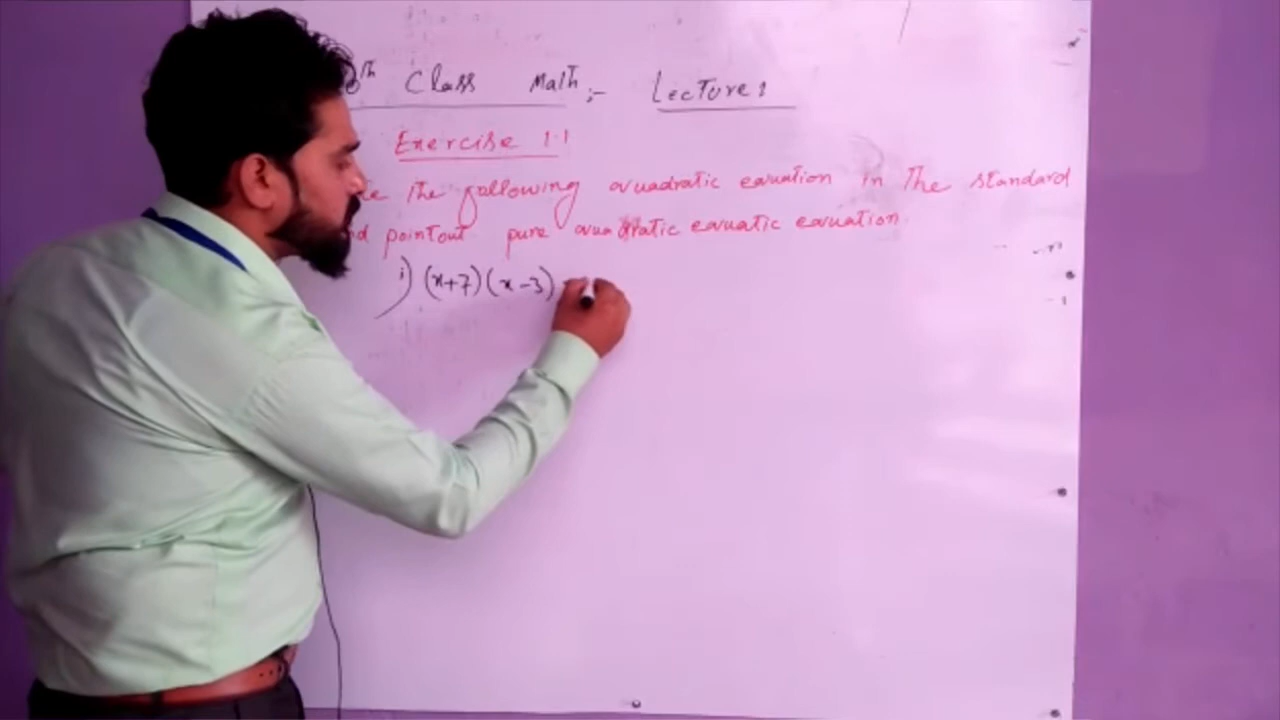 th Class Math:- Lecture 1
Exercise 1.1
the following quadratic equation in the standard
pointout pure quadratic equatic equation.
i) (x+7)(x-3)